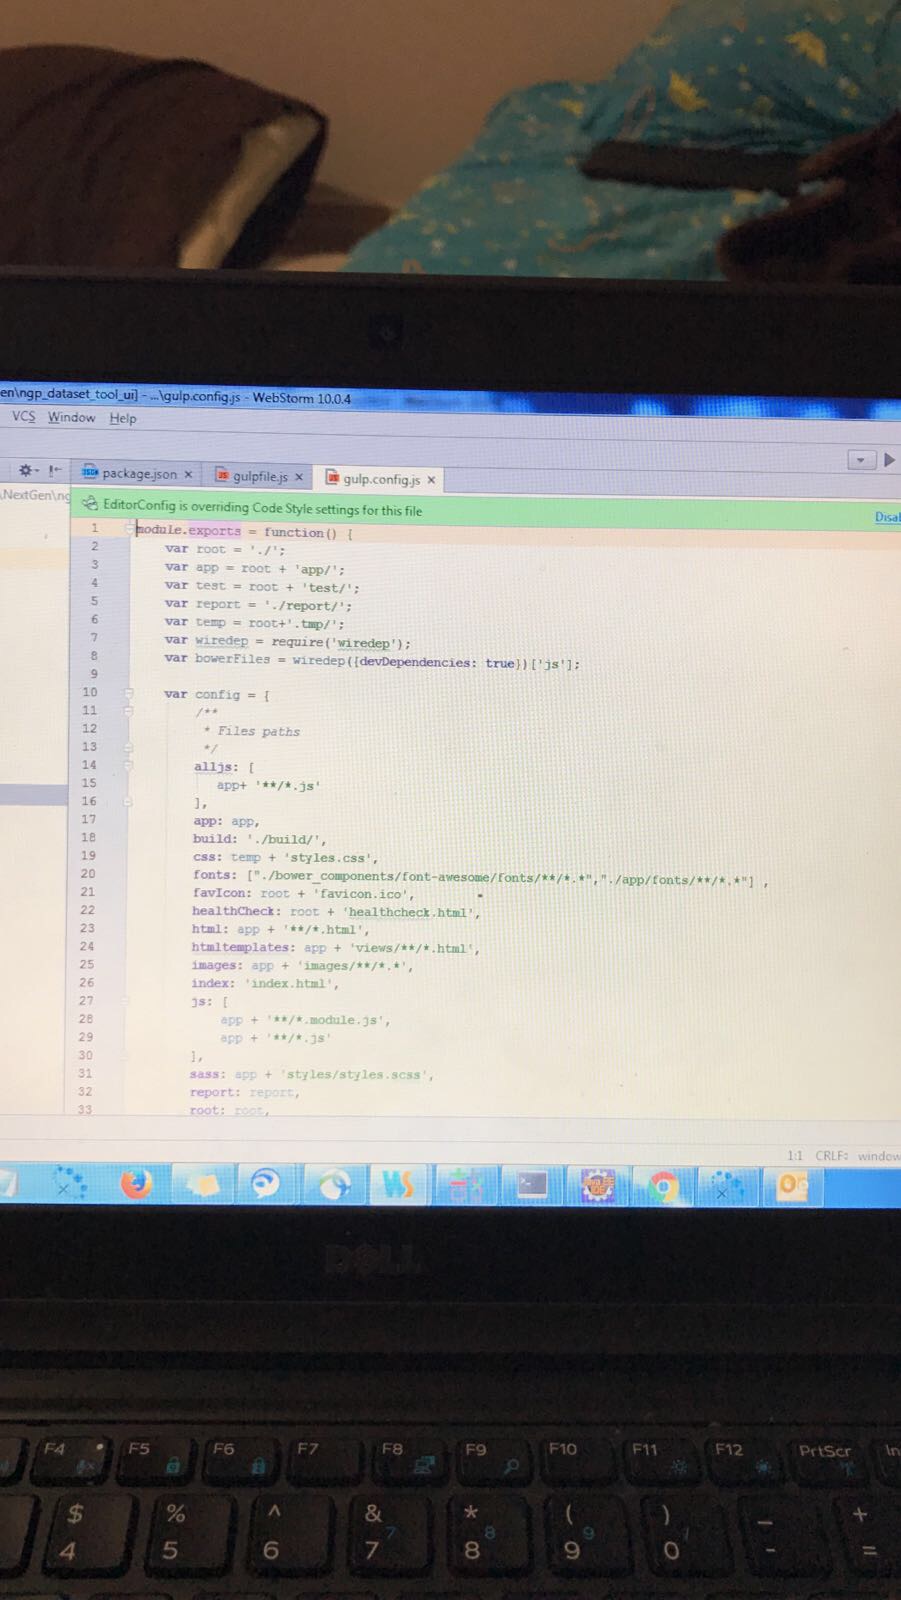 en\ngp_dataset_tool_ui] - ...\gulp.config.js - WebStorm 10.0.4
VCS Window Help
package.json × gulpfile.js × gulp.config.js ×
\NextGen\ng
EditorConfig is overriding Code Style settings for this file
Disal
1 module.exports = function() {
2 var root = './';
3 var app = root + 'app/';
4 var test = root + 'test/';
5 var report = './report/';
6 var temp = root+'.tmp/';
7 var wiredep = require('wiredep');
8 var bowerFiles = wiredep({devDependencies: true})['js'];
9
10 var config = {
11 /**
12 * Files paths
13 */
14 alljs: [
15 app+ '**/*.js'
16 ],
17 app: app,
18 build: './build/',
19 css: temp + 'styles.css',
20 fonts: ["./bower_components/font-awesome/fonts/**/*.*","./app/fonts/**/*.*"] ,
21 favIcon: root + 'favicon.ico',
22 healthCheck: root + 'healthcheck.html',
23 html: app + '**/*.html',
24 htmltemplates: app + 'views/**/*.html',
25 images: app + 'images/**/*.*',
26 index: 'index.html',
27 js: [
28 app + '**/*.module.js',
29 app + '**/*.js'
30 ],
31 sass: app + 'styles/styles.scss',
32 report: report,
33 root: root,
1:1 CRLF: window
WS
Java EE
IDE
DELL
F4 F5 F6 F7 F8 F9 F10 F11 F12 PrtScr In
$ % ^ & * ( ) _ +
4 5 6 7 7 8 8 9 9 0 / - =